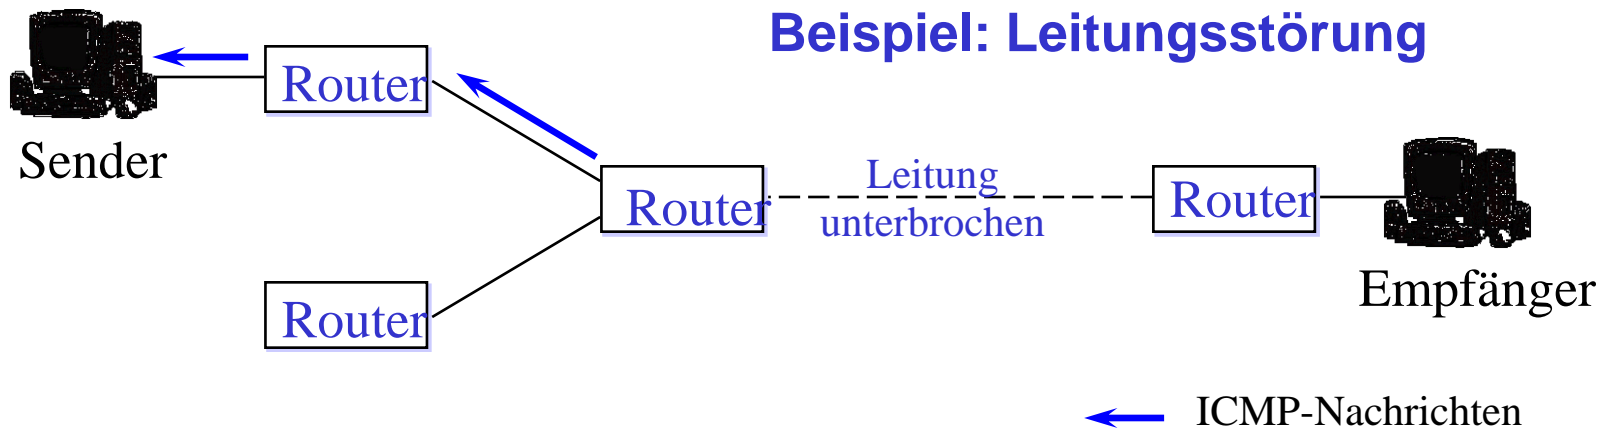 Beispiel: Leitungsstörung
Router
Sender
Router
Leitung
unterbrochen
Router
Empfänger
Router
ICMP-Nachrichten